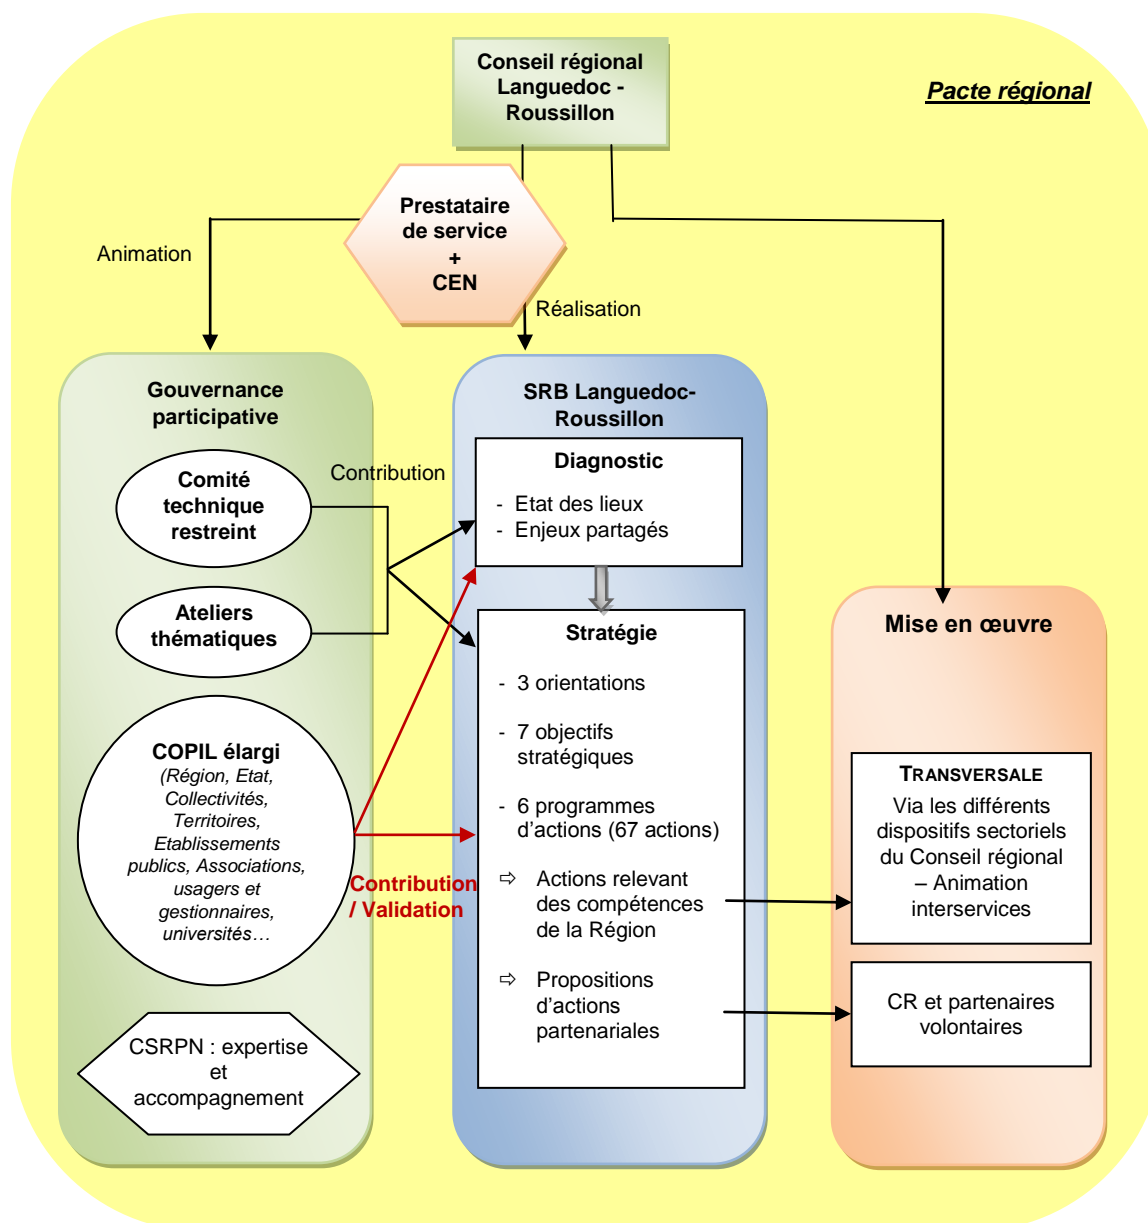 Conseil régional
Languedoc -
Roussillon
Pacte régional
Prestataire
de service
+
CEN
Animation
Réalisation
Gouvernance
participative
Comité
technique
restreint
Ateliers
thématiques
COPIL élargi
(Région, Etat,
Collectivités,
Territoires,
Etablissements
publics, Associations,
usagers et
gestionnaires,
universités…
CSRPN : expertise
et
accompagnement
Contribution
Contribution
/ Validation
SRB Languedoc-
Roussillon
Diagnostic
- Etat des lieux
- Enjeux partagés
Stratégie
- 3 orientations
- 7 objectifs
stratégiques
- 6 programmes
d’actions (67 actions)
⇨ Actions relevant
des compétences
de la Région
⇨ Propositions
d’actions
partenariales
Mise en œuvre
TRANSVERSALE
Via les différents
dispositifs sectoriels
du Conseil régional
– Animation
interservices
CR et partenaires
volontaires